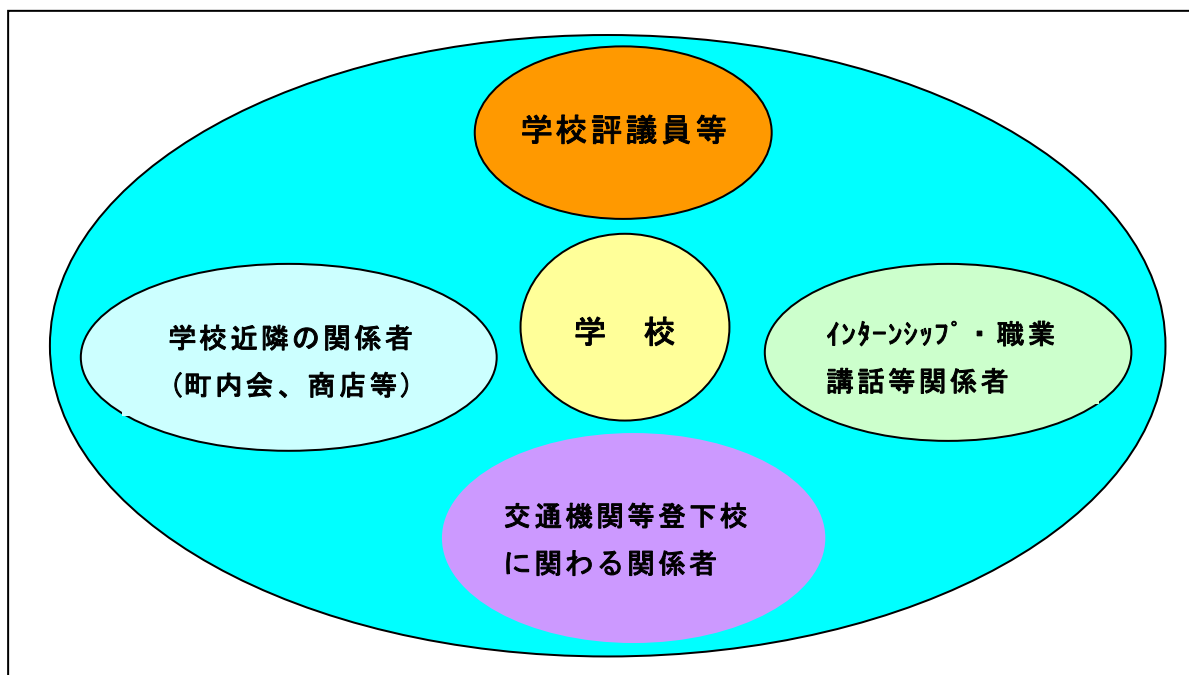 学校評議員等
学校近隣の関係者
(町内会、商店等)
学　校
ｲﾝﾀｰﾝｼｯﾌﾟ・職業
講話等関係者
交通機関等登下校
に関わる関係者